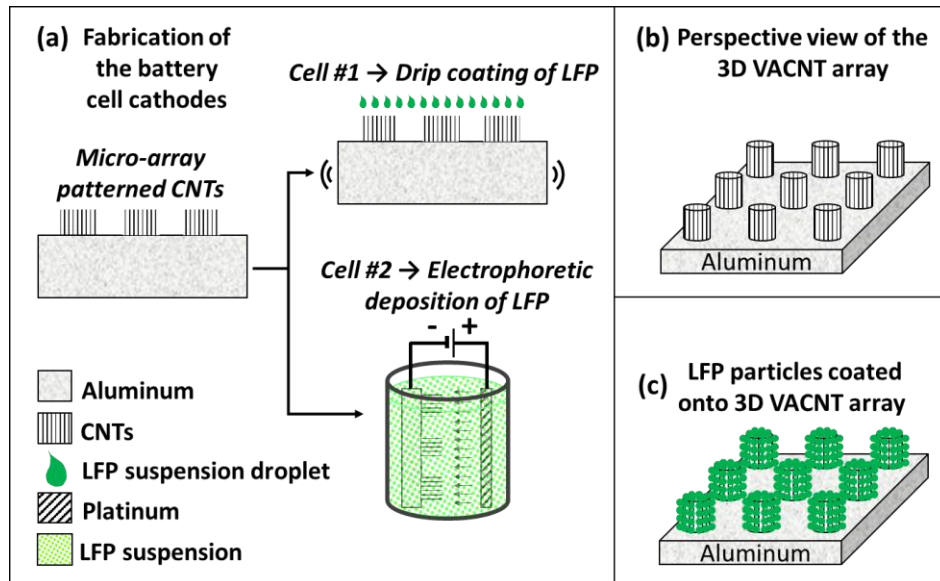 (a) Fabrication of
the battery
cell cathodes
Cell #1 → Drip coating of LFP
Micro-array
patterned CNTs
Cell #2 → Electrophoretic
deposition of LFP
- +
Aluminum
CNTs
LFP suspension droplet
Platinum
LFP suspension
(b) Perspective view of the
3D VACNT array
Aluminum
(c) LFP particles coated
onto 3D VACNT array
Aluminum